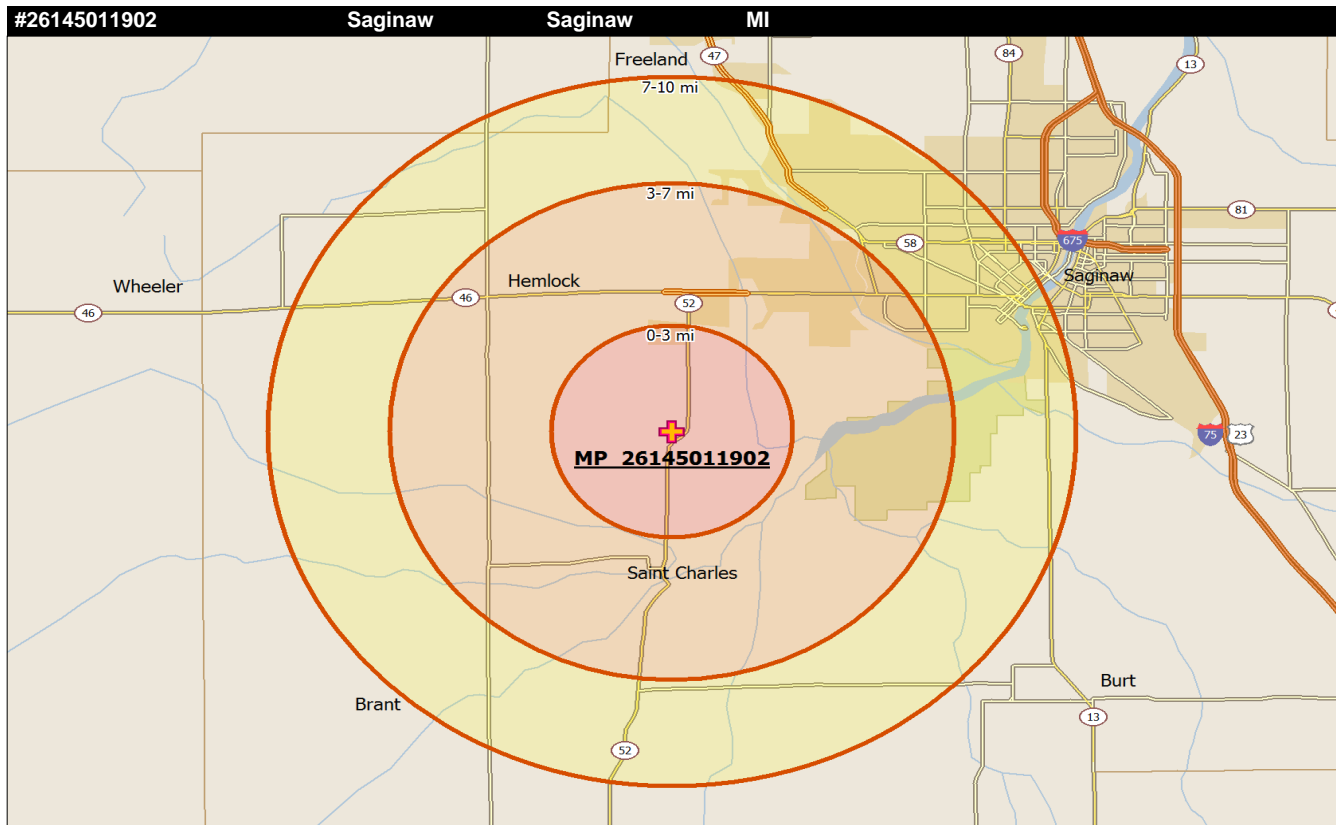 #26145011902 Saginaw Saginaw MI
Freeland
47
84
13
7-10 mi
3-7 mi
81
58
675
Saginaw
Wheeler
Hemlock
46
46
52
0-3 mi
MP 26145011902
75
23
Saint Charles
Burt
Brant
13
52